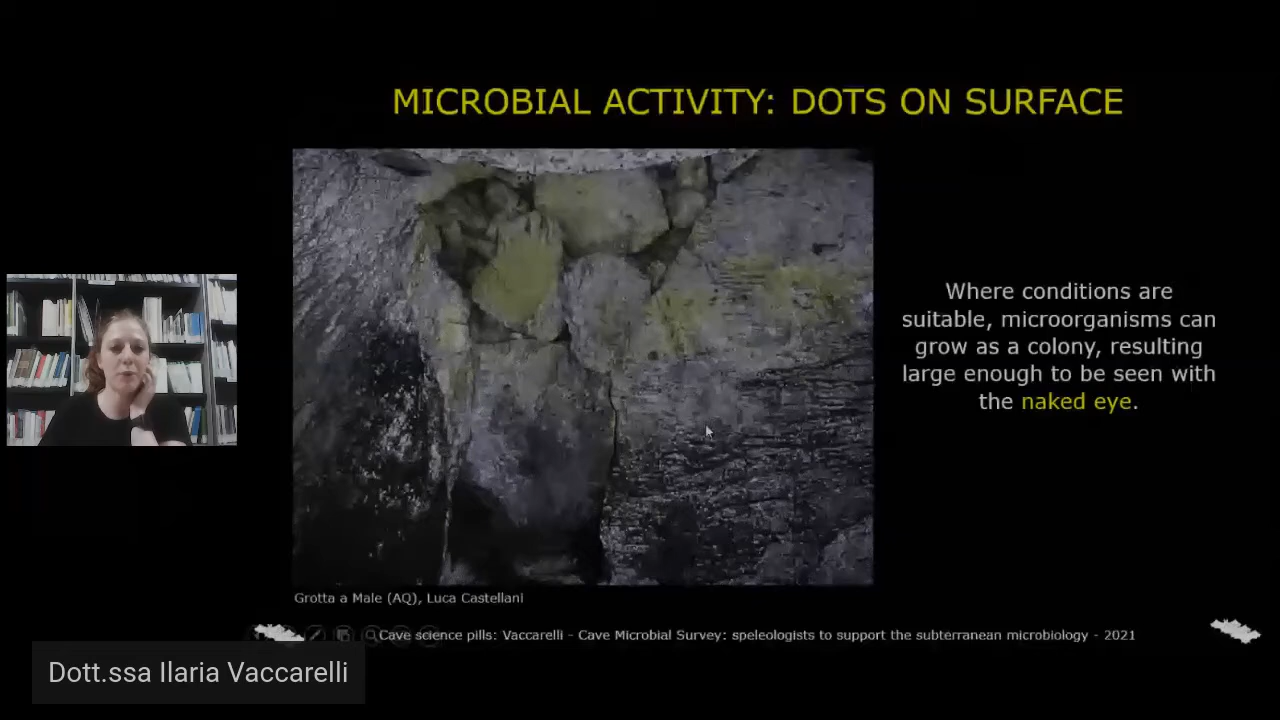 MICROBIAL ACTIVITY: DOTS ON SURFACE
Where conditions are
suitable, microorganisms can
grow as a colony, resulting
large enough to be seen with
the naked eye.
Grotta a Male (AQ), Luca Castellani
Cave science pills: Vaccarelli - Cave Microbial Survey: speleologists to support the subterranean microbiology - 2021
Dott.ssa Ilaria Vaccarelli